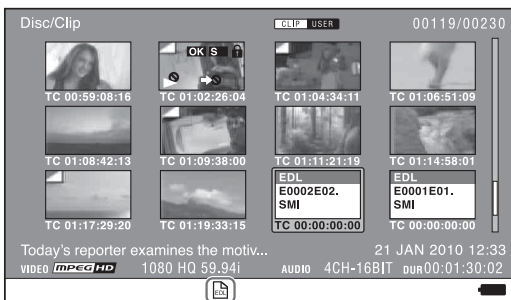 Disc/Clip CLIP USER 00119/00230
OK S
TC 00:59:08:16 TC 01:02:26:04 TC 01:04:34:11 TC 01:06:51:09
TC 01:08:42:13 TC 01:09:38:00 TC 01:11:21:19 TC 01:14:58:01
EDL EDL
E0002E02. E0001E01.
SMI SMI
TC 01:17:29:20 TC 01:19:33:15 TC 00:00:00:00 TC 00:00:00:00
Today's reporter examines the motiv... 21 JAN 2010 12:33
VIDEO MPEG HD 1080 HQ 59.94i AUDIO 4CH-16BIT DUR 00:01:30:02
EDL